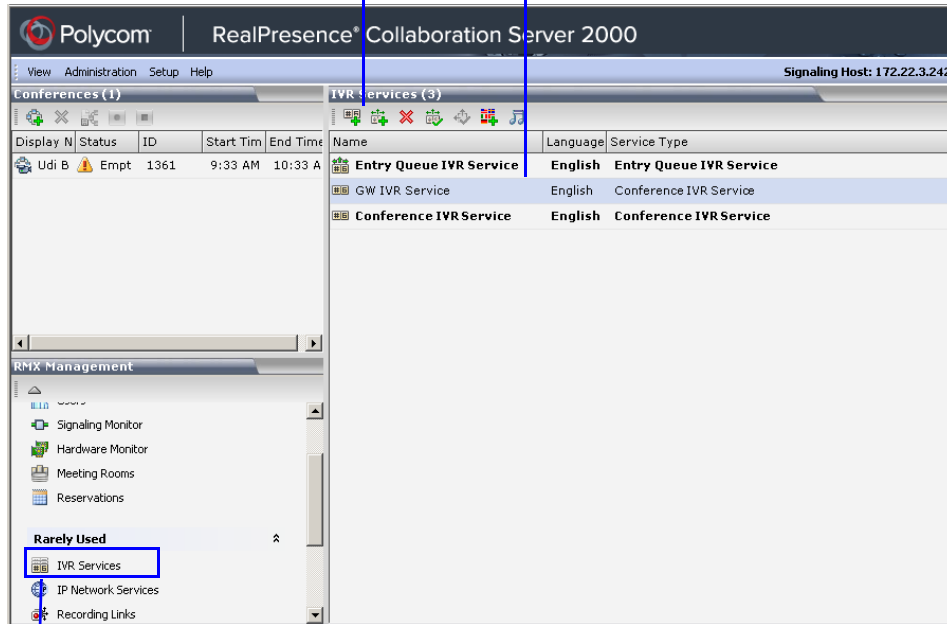 Polycom® RealPresence® Collaboration Server 2000
View Administration Setup Help Signaling Host: 172.22.3.242
Conferences (1)
Display N Status ID Start Tim End Time
Udi B Empt 1361 9:33 AM 10:33 A
IVR Services (3)
Name Language Service Type
Entry Queue IVR Service English Entry Queue IVR Service
GW IVR Service English Conference IVR Service
Conference IVR Service English Conference IVR Service
RMX Management
Users
Signaling Monitor
Hardware Monitor
Meeting Rooms
Reservations
Rarely Used
IVR Services
IP Network Services
Recording Links